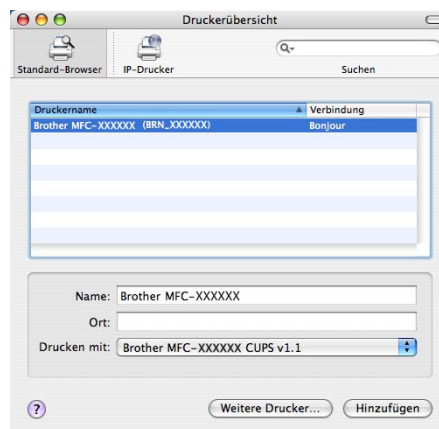 Druckerübersicht
Standard-Browser
IP-Drucker
Suchen
Druckername
Verbindung
Brother MFC-XXXXXX (BRN_XXXXXX)
Bonjour
Name: Brother MFC-XXXXXX
Ort:
Drucken mit: Brother MFC-XXXXXX CUPS v1.1
?
Weitere Drucker...
Hinzufügen